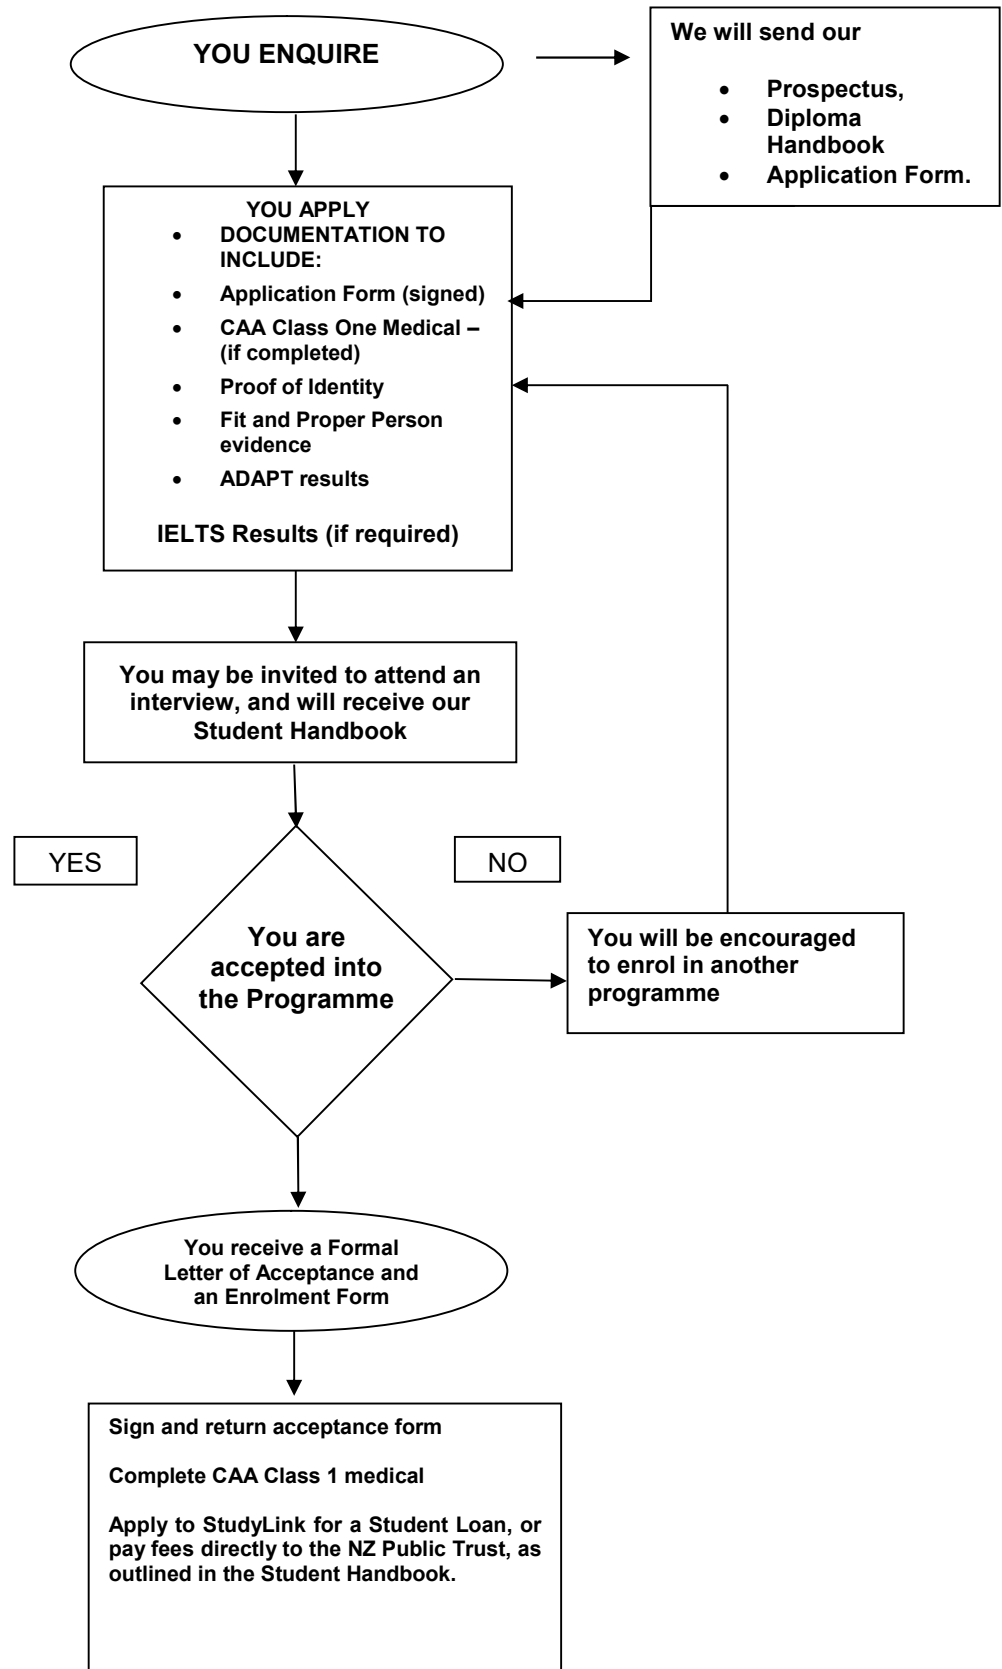 YOU ENQUIRE
We will send our
• Prospectus,
• Diploma
Handbook
• Application Form.
YOU APPLY
• DOCUMENTATION TO
INCLUDE:
• Application Form (signed)
• CAA Class One Medical –
(if completed)
• Proof of Identity
• Fit and Proper Person
evidence
• ADAPT results
IELTS Results (if required)
You may be invited to attend an
interview, and will receive our
Student Handbook
YES
NO
You are
accepted into
the Programme
You will be encouraged
to enrol in another
programme
You receive a Formal
Letter of Acceptance and
an Enrolment Form
Sign and return acceptance form
Complete CAA Class 1 medical
Apply to StudyLink for a Student Loan, or
pay fees directly to the NZ Public Trust, as
outlined in the Student Handbook.